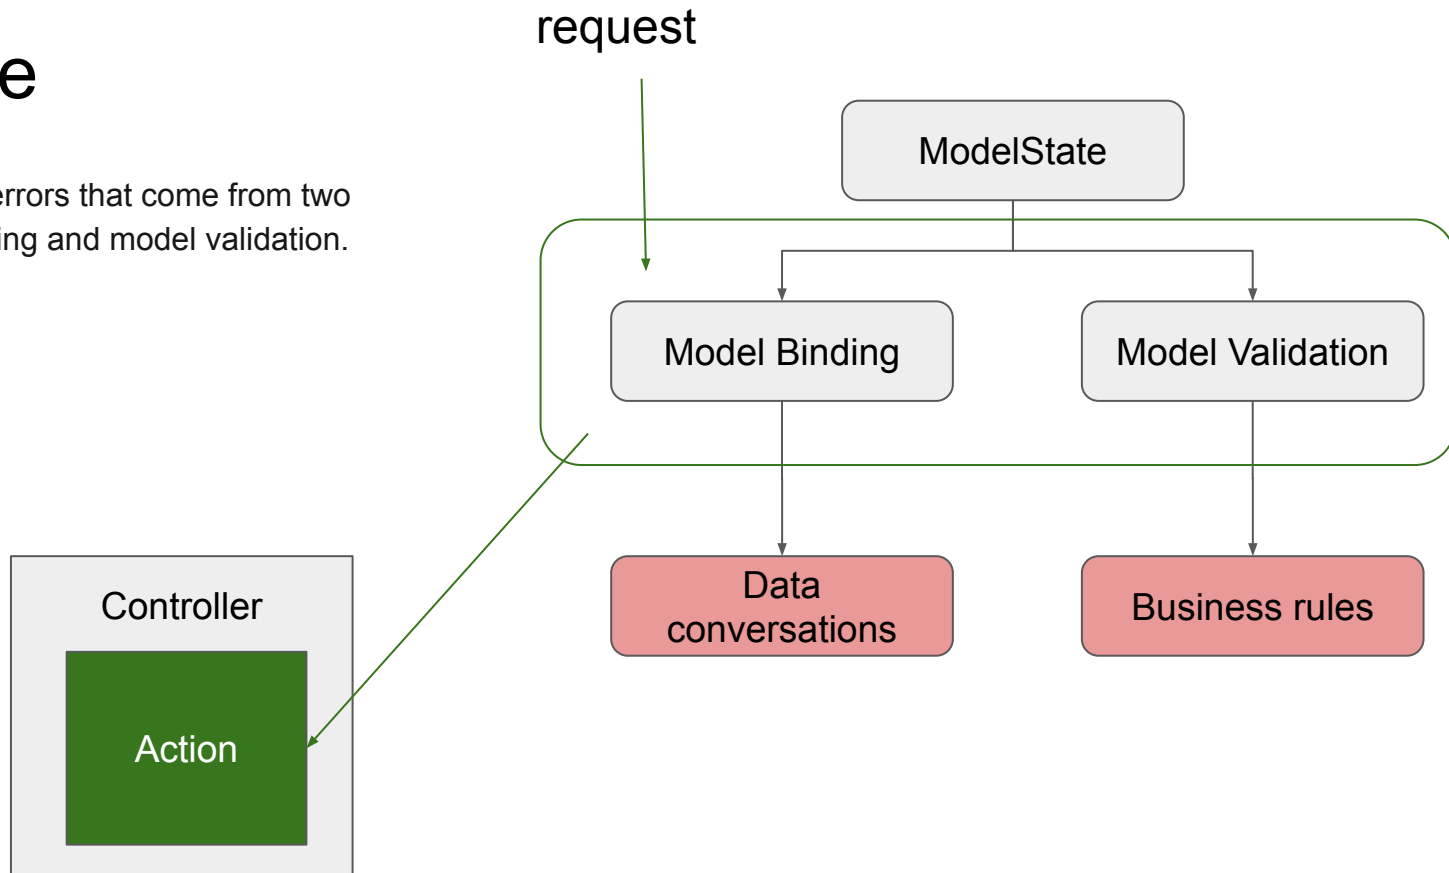 request
e
ModelState
errors that come from two
ing and model validation.
Model Binding
Model Validation
Data
conversations
Business rules
Controller
Action